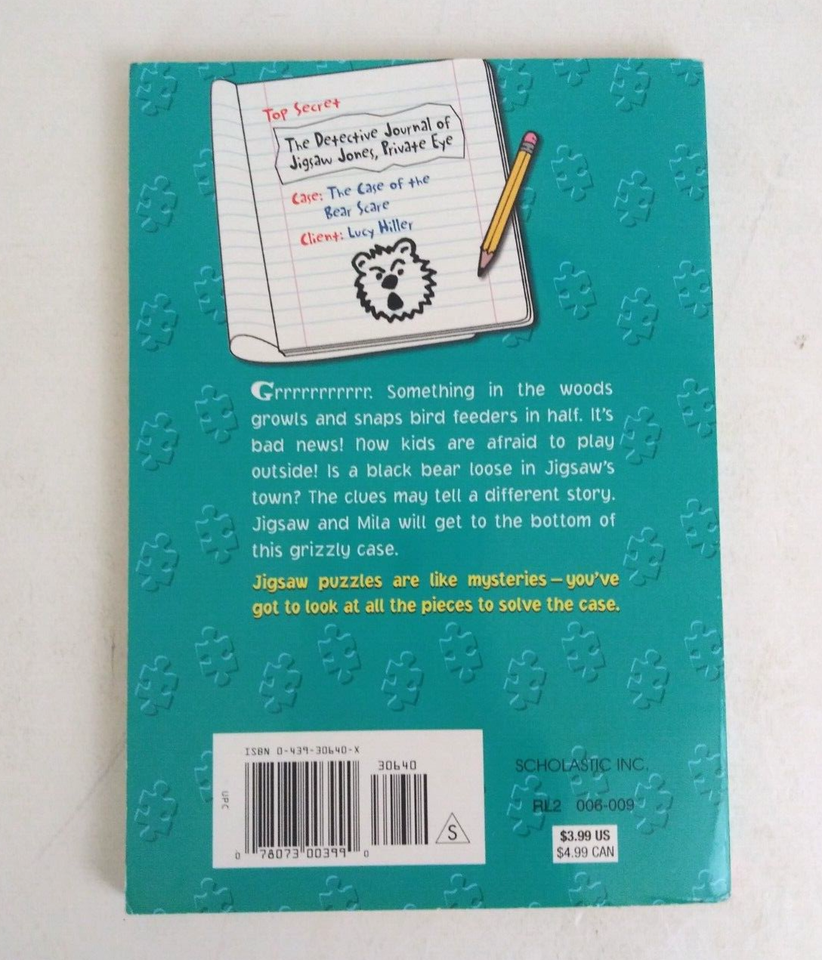 Top Secret
The Detective Journal of
Jigsaw Jones, Private Eye
Case: The Case of the
Bear Scare
Client: Lucy Hiller
Grrrrrrrrrrr. Something in the woods
growls and snaps bird feeders in half. It's
bad news! Now kids are afraid to play
outside! Is a black bear loose in Jigsaw's
town? The clues may tell a different story.
Jigsaw and Mila will get to the bottom of
this grizzly case.
Jigsaw puzzles are like mysteries—you've
got to look at all the pieces to solve the case.
ISBN 0-439-30640-X
30640
UPC
0 78073 00399 0
S
SCHOLASTIC INC.
RL2 006-009
$3.99 US
$4.99 CAN